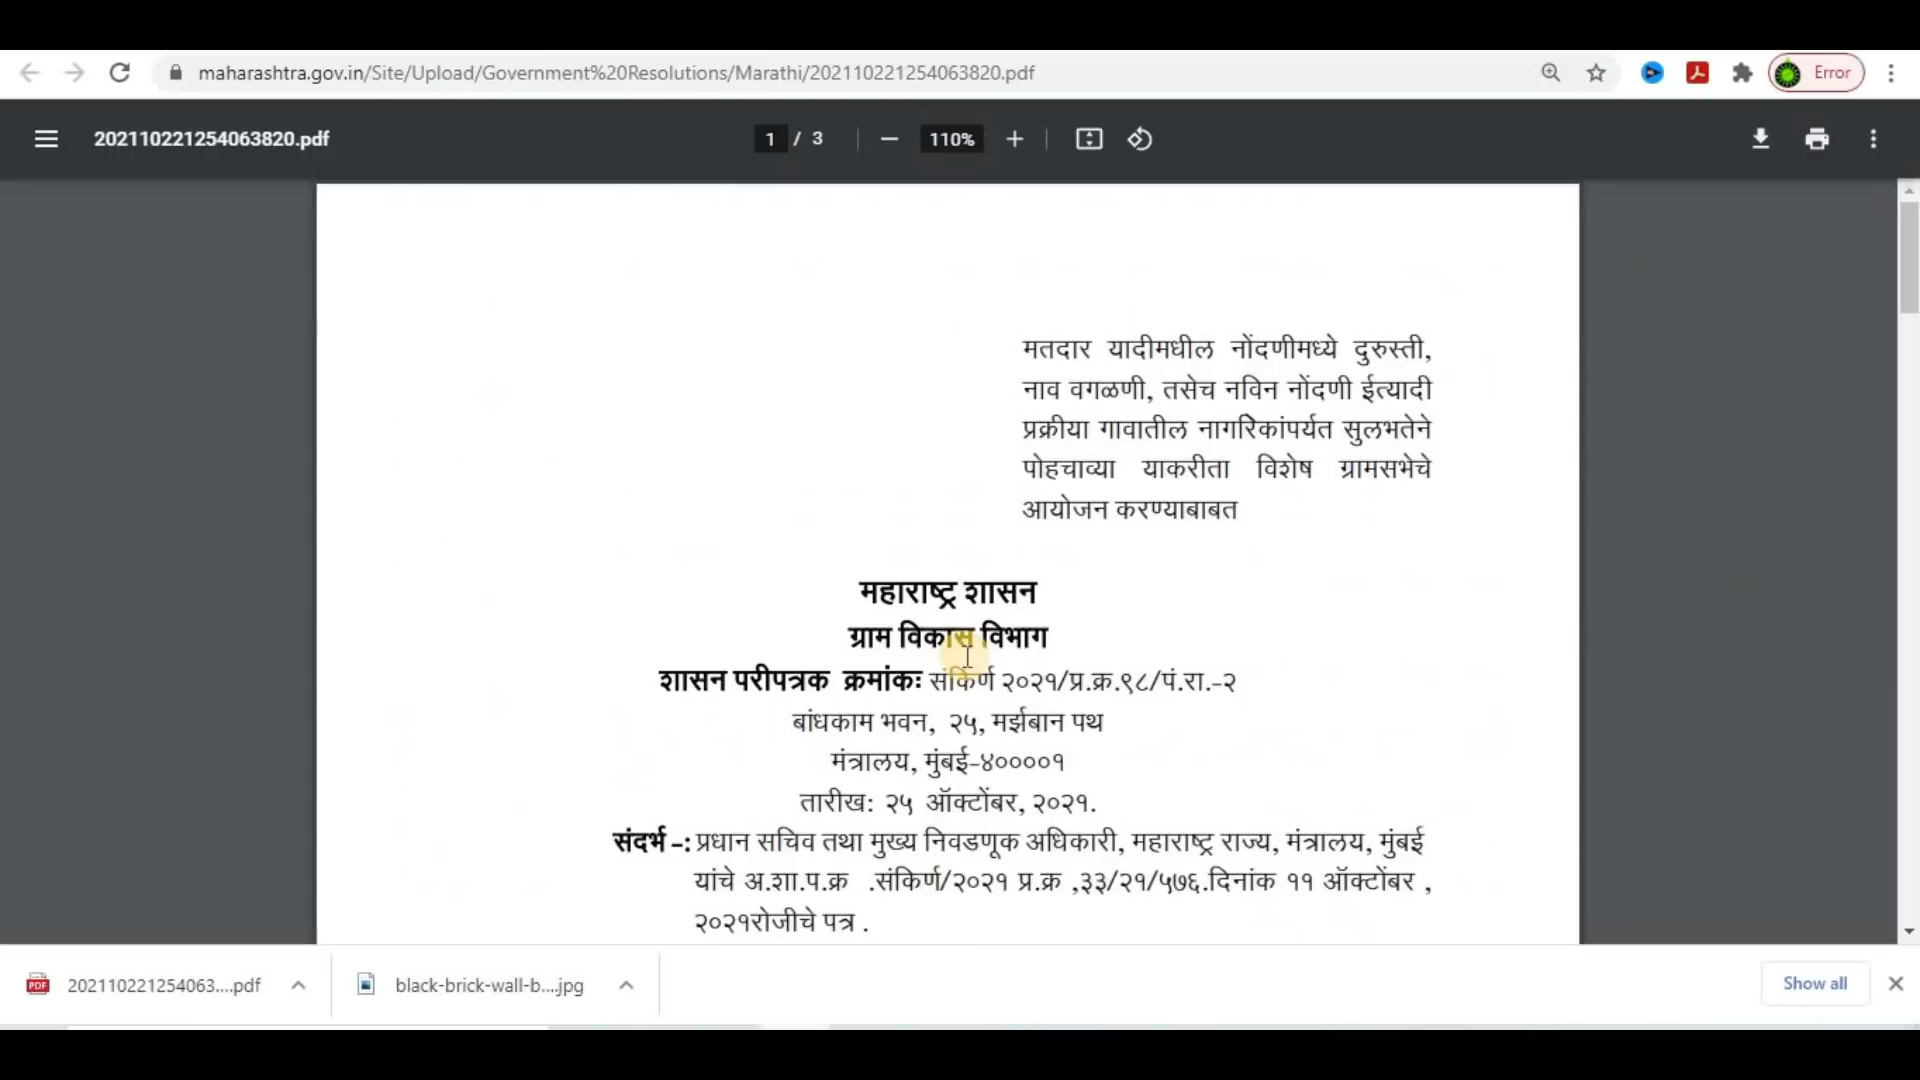 maharashtra.gov.in/Site/Upload/Government%20Resolutions/Marathi/202110221254063820.pdf
Error
202110221254063820.pdf
1 / 3
110%
मतदार यादीमधील नोंदणीमध्ये दुरुस्ती,
नाव वगळणी, तसेच नविन नोंदणी ईत्यादी
प्रक्रीया गावातील नागरिकांपर्यत सुलभतेने
पोहचाव्या याकरीता विशेष ग्रामसभेचे
आयोजन करण्याबाबत
महाराष्ट्र शासन
ग्राम विकास विभाग
शासन परीपत्रक क्रमांकः संकिर्ण २०२१/प्र.क्र.९८/पं.रा.-२
बांधकाम भवन, २५, मर्झबान पथ
मंत्रालय, मुंबई-४००००१
तारीख: २५ ऑक्टोंबर, २०२१.
संदर्भ -: प्रधान सचिव तथा मुख्य निवडणूक अधिकारी, महाराष्ट्र राज्य, मंत्रालय, मुंबई
यांचे अ.शा.प.क्र .संकिर्ण/२०२१ प्र.क्र ,३३/२१/५७६.दिनांक ११ ऑक्टोंबर ,
२०२१रोजीचे पत्र .
202110221254063....pdf
black-brick-wall-b....jpg
Show all